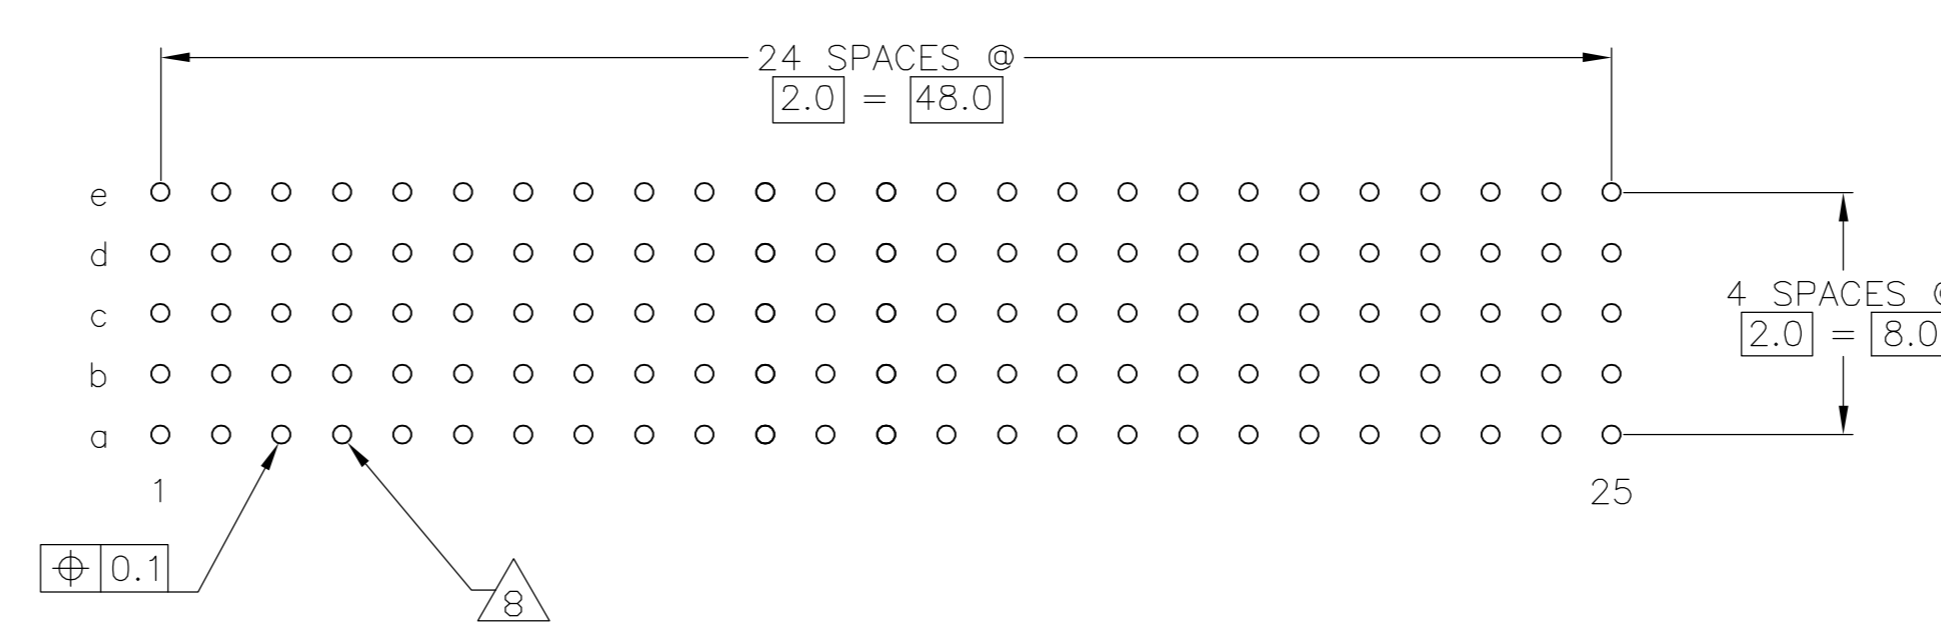 24 SPACES @
2.0 = 48.0
e
d
c
4 SPACES @
2.0 = 8.0
b
a
1
25
⌖ 0.1
8